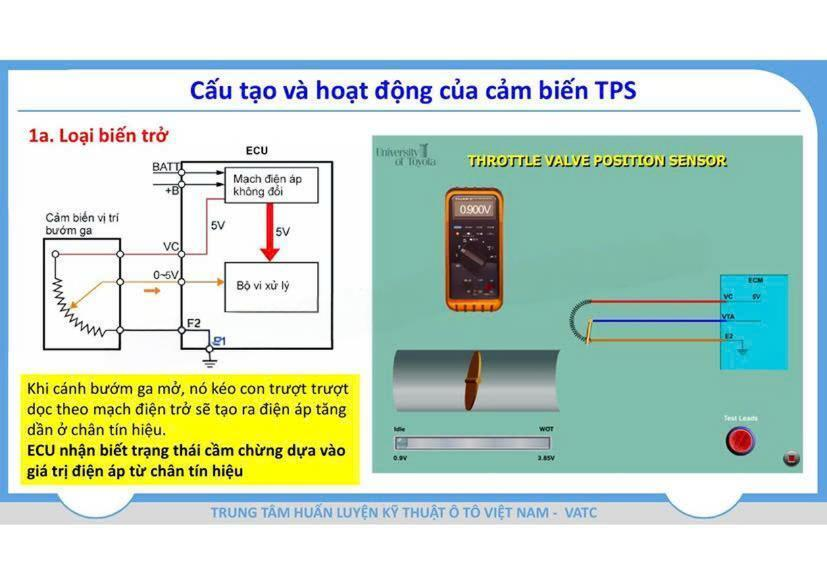 Cấu tạo và hoạt động của cảm biến TPS
1a. Loại biến trở
ECU
BATT
+B
Mạch điện áp
không đổi
Cảm biến vị trí
bướm ga
5V
5V
VC
0~5V
Bộ vi xử lý
E2
E1
Khi cánh bướm ga mở, nó kéo con trượt trượt
dọc theo mạch điện trở sẽ tạo ra điện áp tăng
dần ở chân tín hiệu.
ECU nhận biết trạng thái cầm chừng dựa vào
giá trị điện áp từ chân tín hiệu
University
of Toyota
THROTTLE VALVE POSITION SENSOR
0.900V
ECM
VC
5V
VTA
E2
Idle
WOT
0.9V
3.85V
Test Leads
TRUNG TÂM HUẤN LUYỆN KỸ THUẬT Ô TÔ VIỆT NAM - VATC